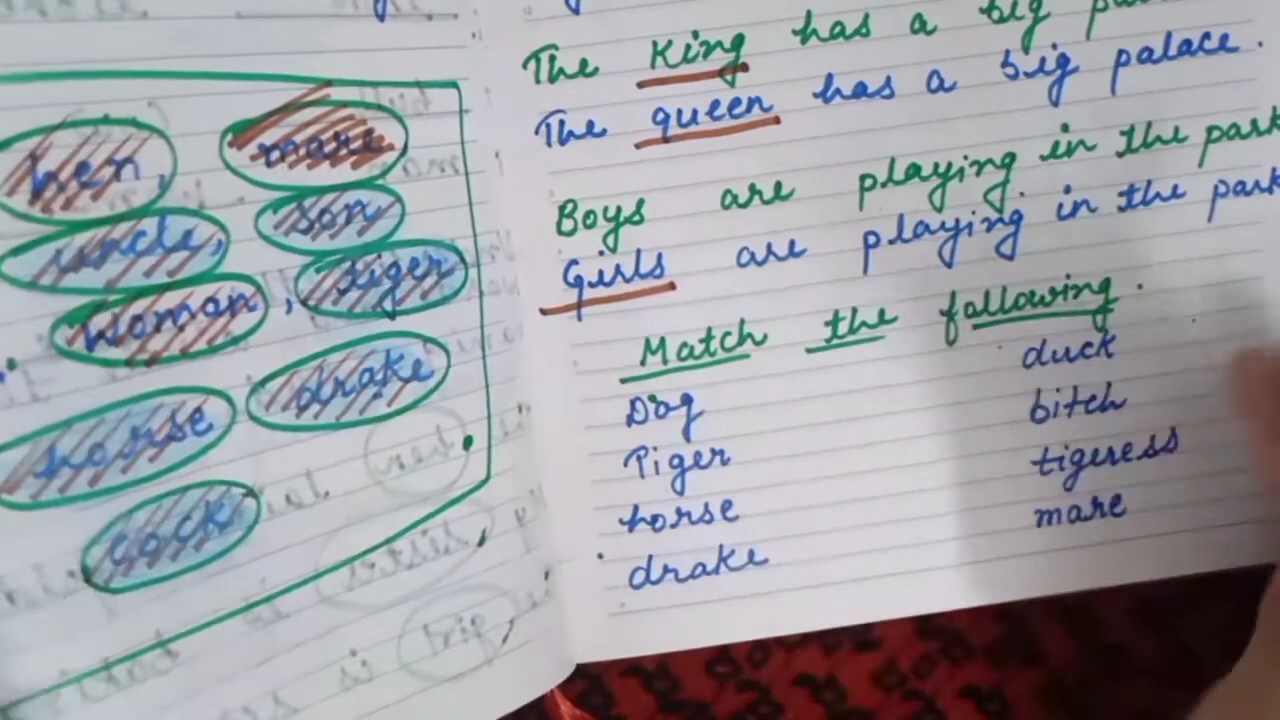 hen, mare
uncle, son
woman, tiger
horse drake
cock
The King has a big
The queen has a big palace.
Boys are playing in the park
Girls are playing in the park
Match the following.
Dog duck
Tiger bitch
horse tigeress
drake mare